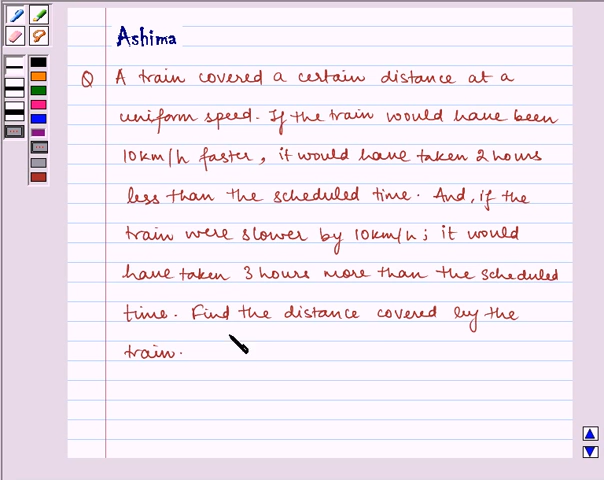 Ashima
Q A train covered a certain distance at a
uniform speed. If the train would have been
10km/h faster, it would have taken 2 hours
less than the scheduled time. And, if the
train were slower by 10km/h; it would
have taken 3 hours more than the scheduled
time. Find the distance covered by the
train.